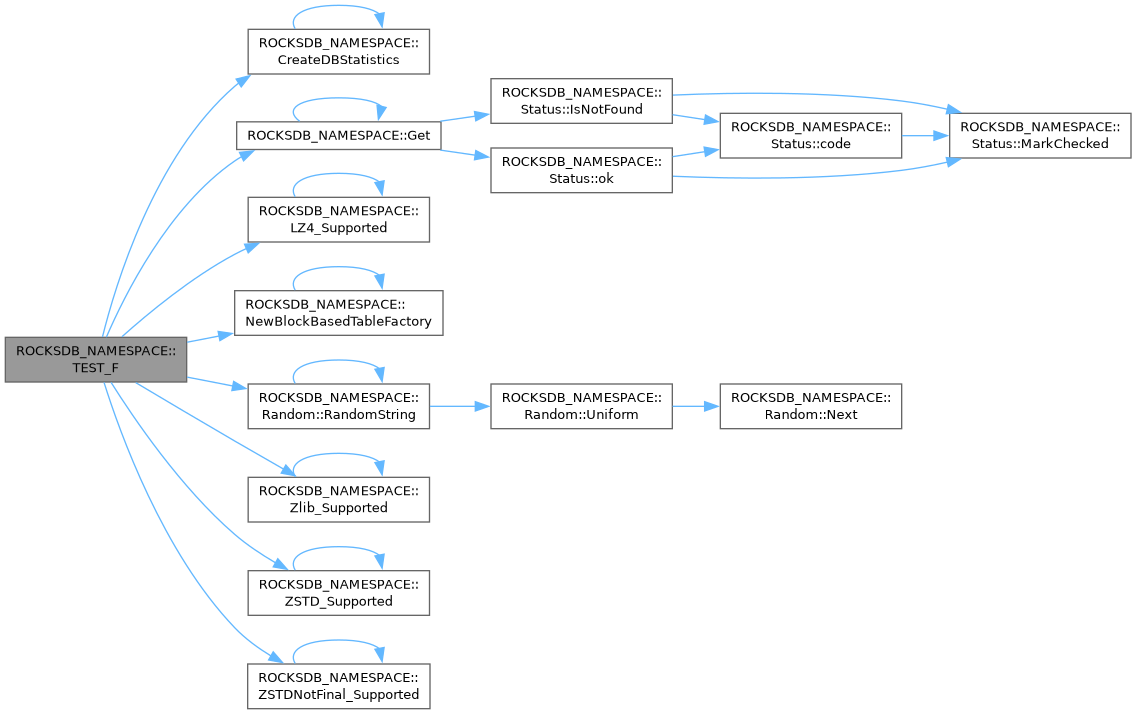 ROCKSDB_NAMESPACE::
TEST_F
ROCKSDB_NAMESPACE::
CreateDBStatistics
ROCKSDB_NAMESPACE::Get
ROCKSDB_NAMESPACE::
Status::IsNotFound
ROCKSDB_NAMESPACE::
Status::ok
ROCKSDB_NAMESPACE::
Status::code
ROCKSDB_NAMESPACE::
Status::MarkChecked
ROCKSDB_NAMESPACE::
LZ4_Supported
ROCKSDB_NAMESPACE::
NewBlockBasedTableFactory
ROCKSDB_NAMESPACE::
Random::RandomString
ROCKSDB_NAMESPACE::
Random::Uniform
ROCKSDB_NAMESPACE::
Random::Next
ROCKSDB_NAMESPACE::
Zlib_Supported
ROCKSDB_NAMESPACE::
ZSTD_Supported
ROCKSDB_NAMESPACE::
ZSTDNotFinal_Supported